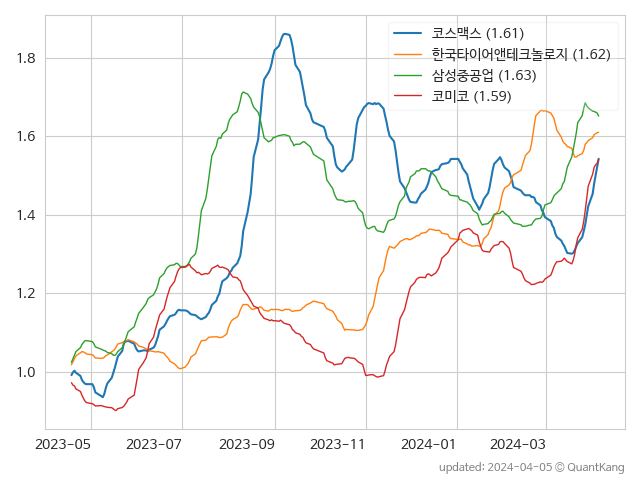 코스맥스 (1.61)
한국타이어앤테크놀로지 (1.62)
삼성중공업 (1.63)
코미코 (1.59)
1.8
1.6
1.4
1.2
1.0
2023-05 2023-07 2023-09 2023-11 2024-01 2024-03
updated: 2024-04-05 © QuantKang